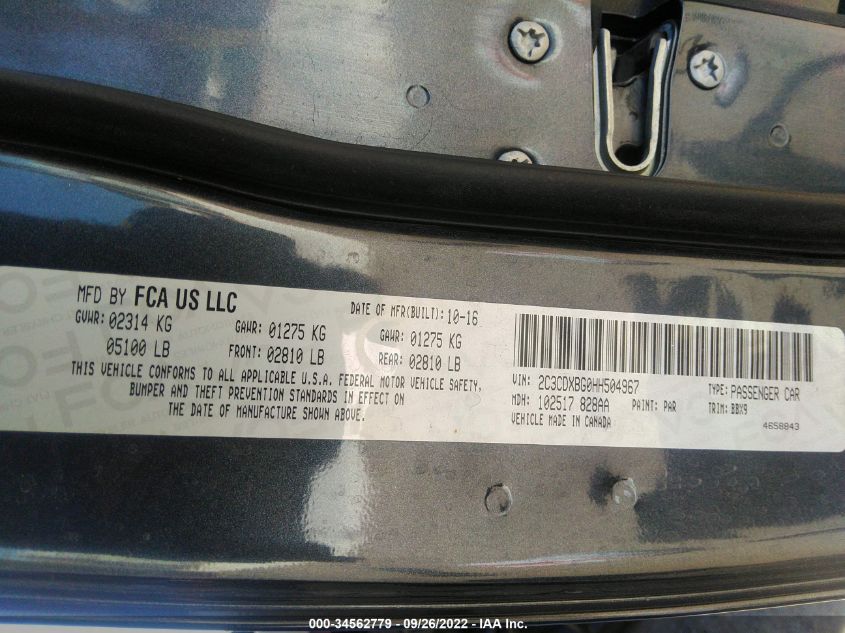 MFD BY FCA US LLC
DATE OF MFR(BUILT): 10-16
GVWR: 02314 KG
GAWR: 01275 KG
GAWR: 01275 KG
05100 LB
FRONT: 02810 LB
REAR: 02810 LB
THIS VEHICLE CONFORMS TO ALL APPLICABLE U.S.A. FEDERAL MOTOR VEHICLE SAFETY,
BUMPER AND THEFT PREVENTION STANDARDS IN EFFECT ON
THE DATE OF MANUFACTURE SHOWN ABOVE.
VIN: 2C3CDXBG0HH504967
TYPE: PASSENGER CAR
MDH: 102517 828AA
PAINT: PAR
TRIM: BBX9
VEHICLE MADE IN CANADA
4658843
000-34562779 - 09/26/2022 - IAA Inc.